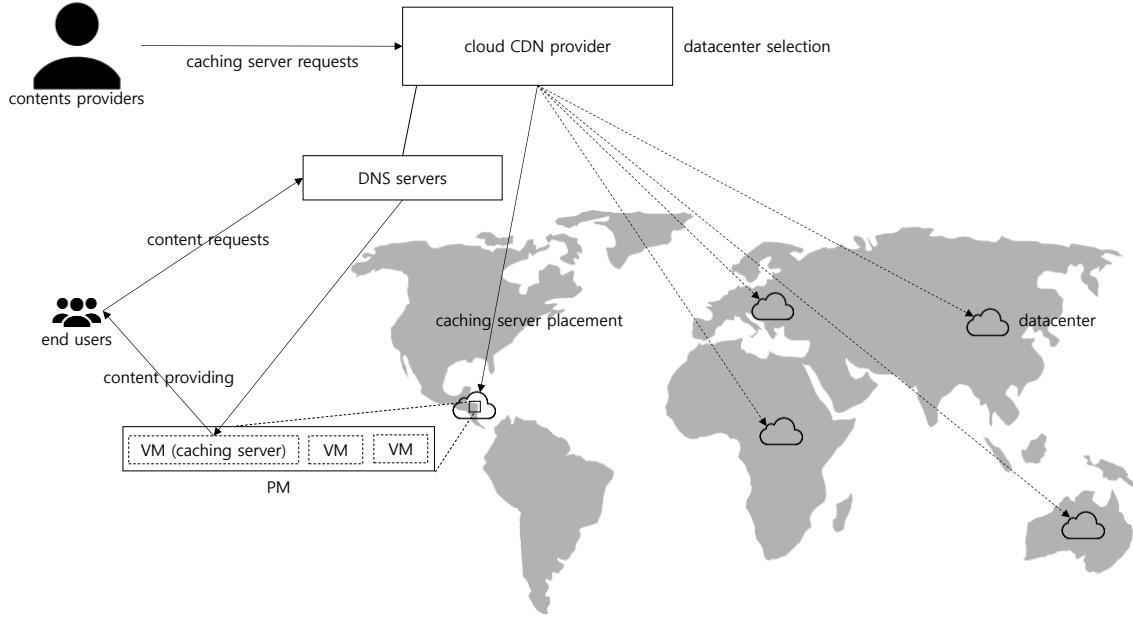 cloud CDN provider
datacenter selection
caching server requests
contents providers
DNS servers
content requests
caching server placement
datacenter
end users
content providing
VM (caching server)
VM
VM
PM